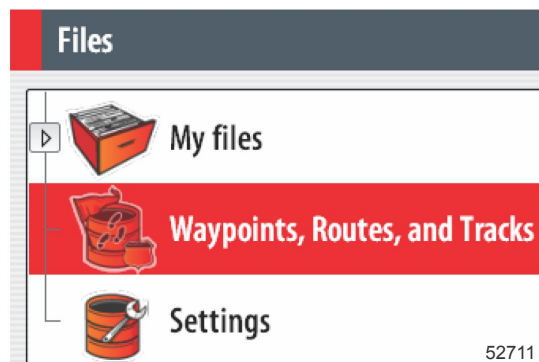 Files
My files
Waypoints, Routes, and Tracks
Settings
52711